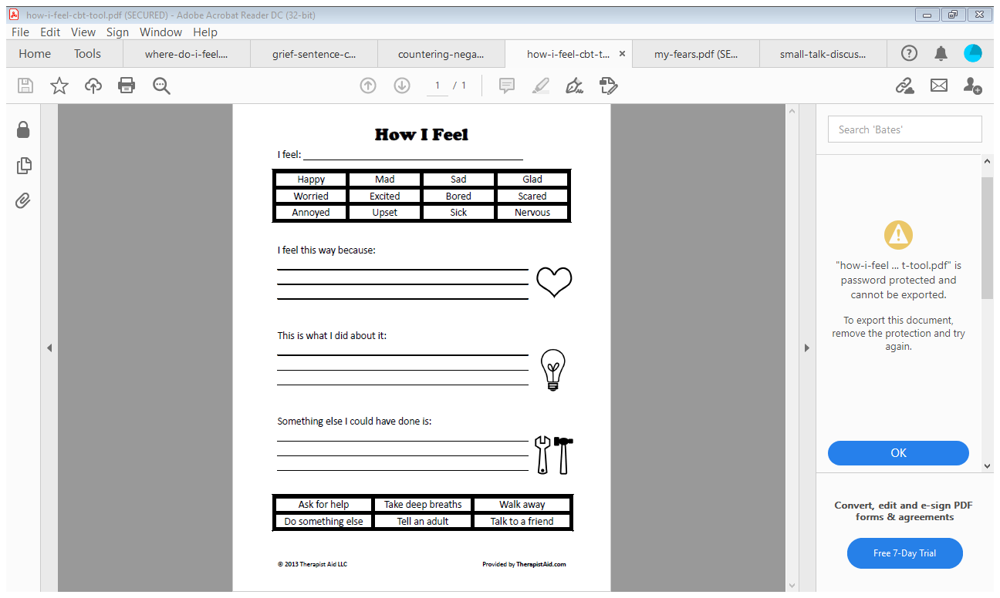 how-i-feel-cbt-tool.pdf (SECURED) - Adobe Acrobat Reader DC (32-bit)
File Edit View Sign Window Help
Home Tools where-do-i-feel.... grief-sentence-c... countering-nega... how-i-feel-cbt-t... × my-fears.pdf (SE... small-talk-discus...
1 / 1
Search 'Bates'
How I Feel
I feel:
Happy Mad Sad Glad
Worried Excited Bored Scared
Annoyed Upset Sick Nervous
I feel this way because:
This is what I did about it:
Something else I could have done is:
Ask for help Take deep breaths Walk away
Do something else Tell an adult Talk to a friend
© 2013 Therapist Aid LLC Provided by TherapistAid.com
"how-i-feel ... t-tool.pdf" is
password protected and
cannot be exported.
To export this document,
remove the protection and try
again.
OK
Convert, edit and e-sign PDF
forms & agreements
Free 7-Day Trial